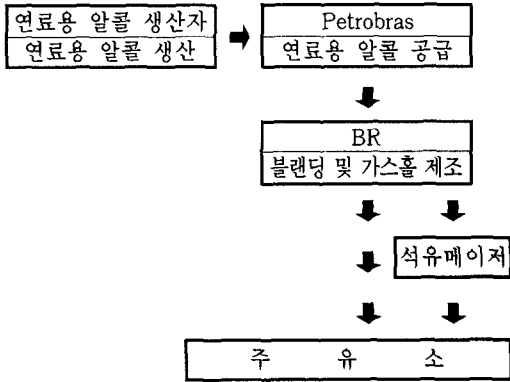 연료용 알콜 생산자
연료용 알콜 생산
Petrobras
연료용 알콜 공급
BR
블랜딩 및 가스홀 제조
석유메이저
주 유 소